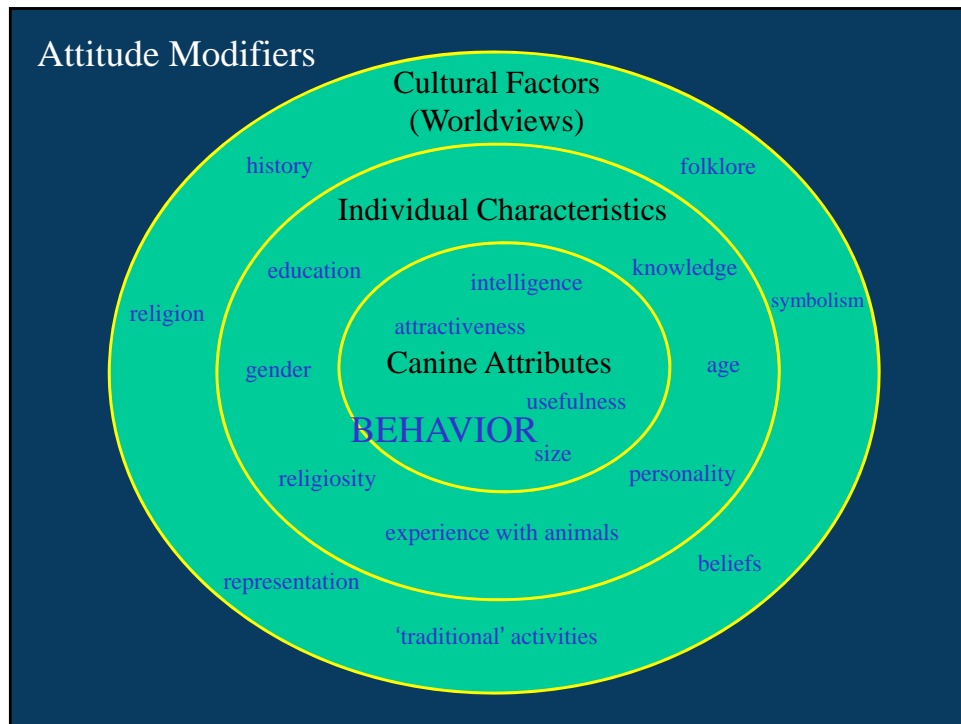 Attitude Modifiers
Cultural Factors
(Worldviews)
history
folklore
Individual Characteristics
education
knowledge
intelligence
religion
symbolism
attractiveness
Canine Attributes
gender
age
usefulness
BEHAVIOR
size
religiosity
personality
experience with animals
beliefs
representation
‘traditional’ activities